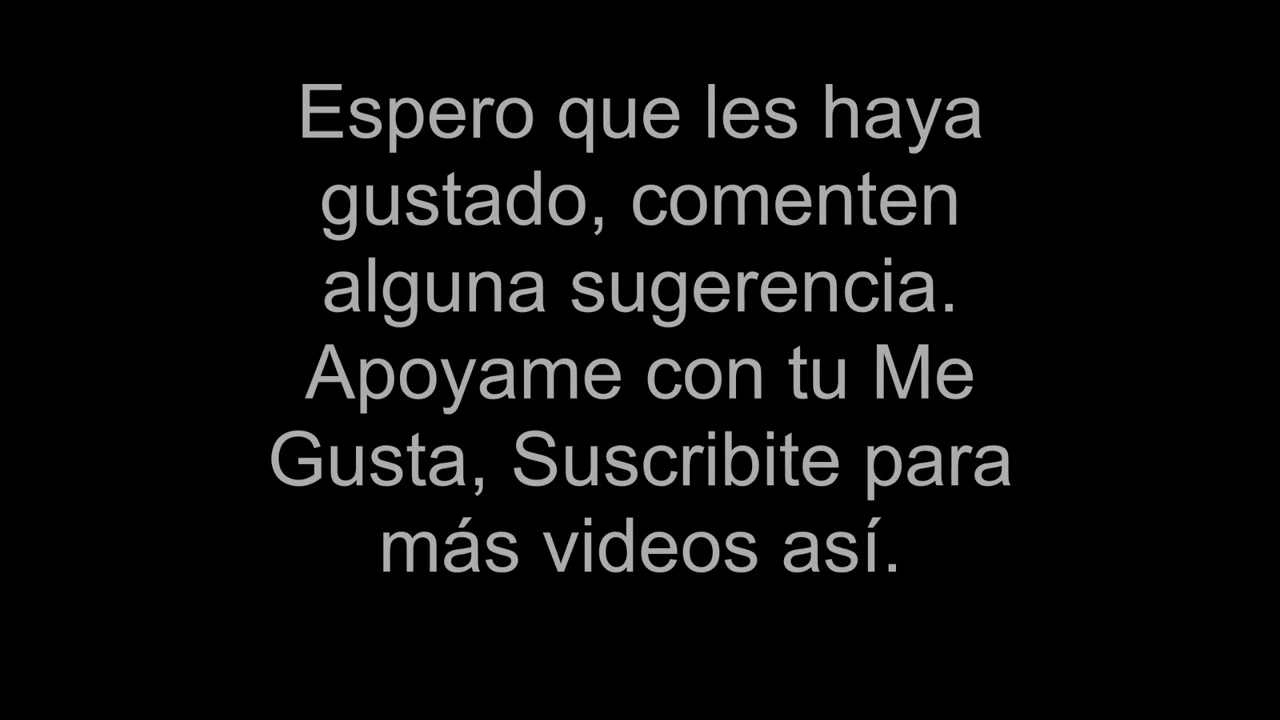 Espero que les haya
gustado, comenten
alguna sugerencia.
Apoyame con tu Me
Gusta, Suscribite para
más videos así.